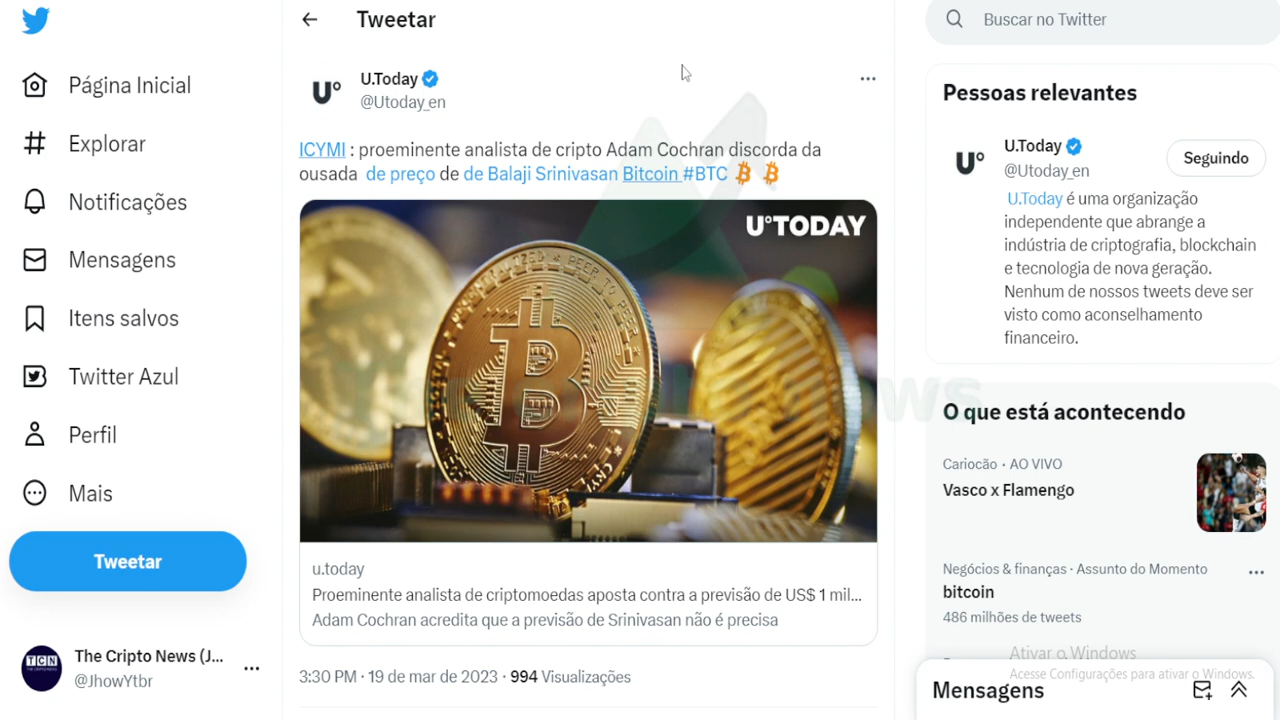 Tweetar
Buscar no Twitter
Página Inicial
Explorar
Notificações
Mensagens
Itens salvos
Twitter Azul
Perfil
Mais
Tweetar
TCN
The Cripto News (J...
@JhowYtbr
U.Today
@Utoday_en
ICYMI : proeminente analista de cripto Adam Cochran discorda da
ousada de preço de de Balaji Srinivasan Bitcoin #BTC
U°TODAY
u.today
Proeminente analista de criptomoedas aposta contra a previsão de US$ 1 mil...
Adam Cochran acredita que a previsão de Srinivasan não é precisa
3:30 PM · 19 de mar de 2023 · 994 Visualizações
Pessoas relevantes
U.Today
@Utoday_en
Seguindo
U.Today é uma organização
independente que abrange a
indústria de criptografia, blockchain
e tecnologia de nova geração.
Nenhum de nossos tweets deve ser
visto como aconselhamento
financeiro.
O que está acontecendo
Cariocão · AO VIVO
Vasco x Flamengo
Negócios & finanças · Assunto do Momento
bitcoin
486 milhões de tweets
Ativar o Windows
Acesse Configurações para ativar o Windows.
Mensagens